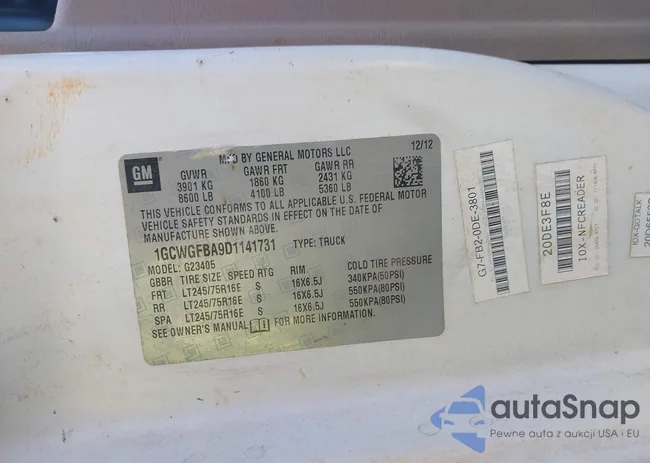 GM
MFD BY GENERAL MOTORS LLC
12/12
GVWR GAWR FRT GAWR RR
3901 KG 1860 KG 2431 KG
8600 LB 4100 LB 5360 LB
THIS VEHICLE CONFORMS TO ALL APPLICABLE U.S. FEDERAL MOTOR
VEHICLE SAFETY STANDARDS IN EFFECT ON THE DATE OF
MANUFACTURE SHOWN ABOVE.
1GCWGFBA9D1141731 TYPE: TRUCK
MODEL: G23405
GBBR TIRE SIZE SPEED RTG RIM COLD TIRE PRESSURE
FRT LT245/75R16E S 16X6.5J 340KPA(50PSI)
RR LT245/75R16E S 16X6.5J 550KPA(80PSI)
SPA LT245/75R16E S 16X6.5J 550KPA(80PSI)
SEE OWNER'S MANUAL FOR MORE INFORMATION.
G7-FB2-0DE-3801
20DE3F8E
IOX-NFCREADER
IOX-GOTALK
autaSnap
Pewne auta z aukcji USA i EU